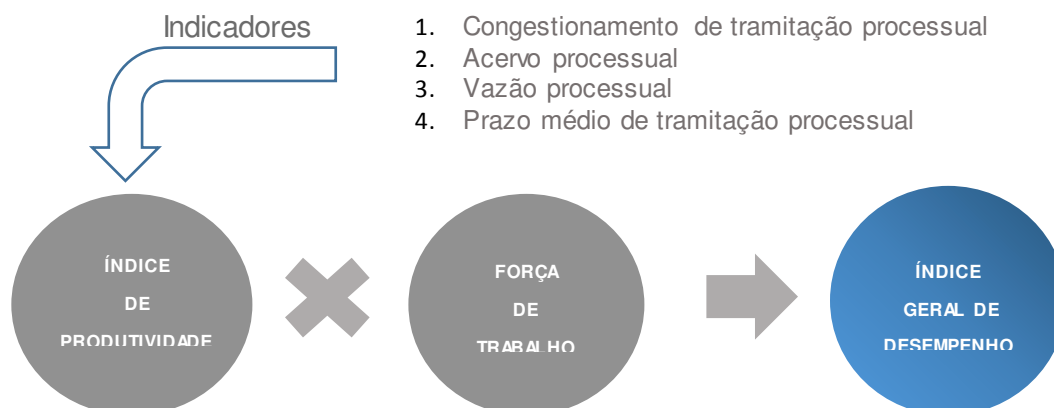 Indicadores
1. Congestionamento de tramitação processual
2. Acervo processual
3. Vazão processual
4. Prazo médio de tramitação processual
ÍNDICE
DE
PRODUTIVIDADE
FORÇA
DE
TRABALHO
ÍNDICE
GERAL DE
DESEMPENHO